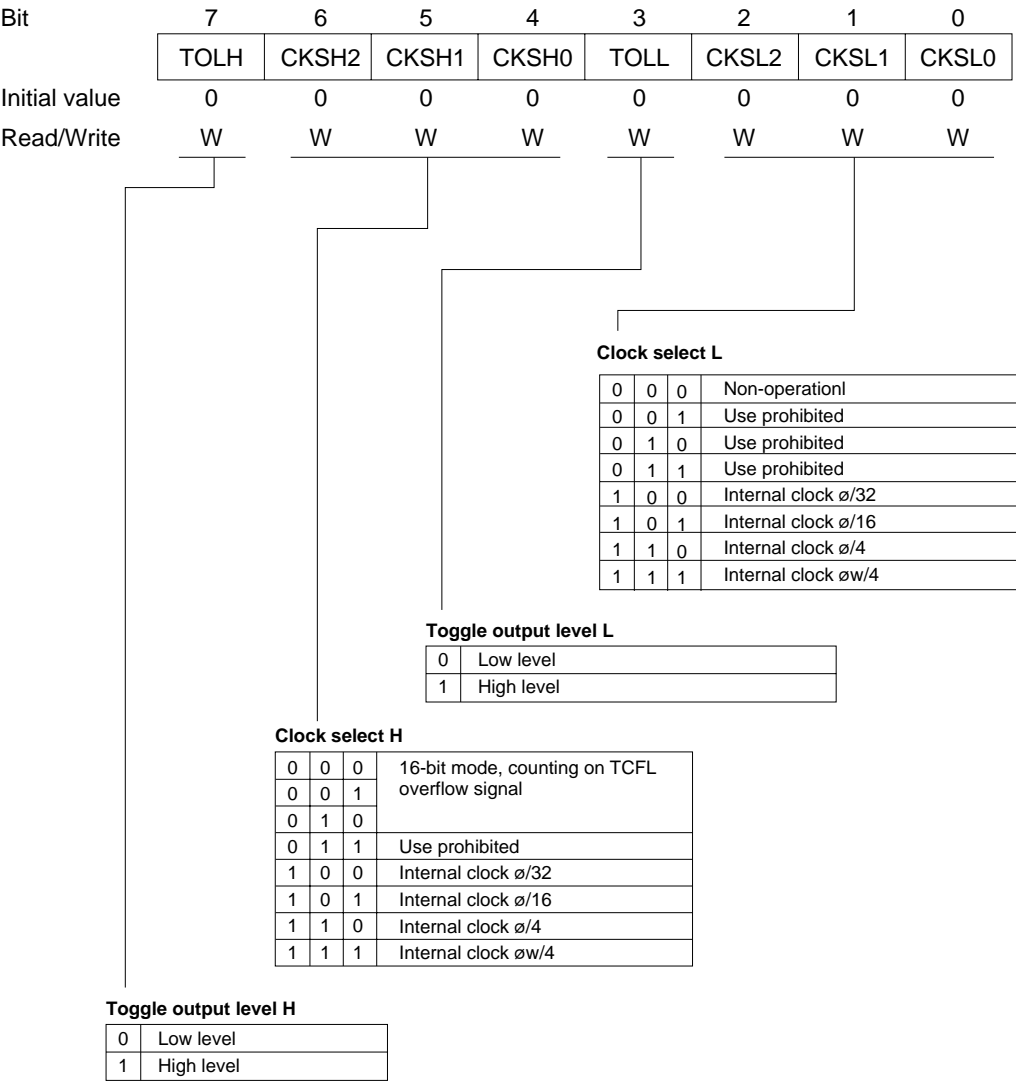 Bit 7 6 5 4 3 2 1 0
TOLH CKSH2 CKSH1 CKSH0 TOLL CKSL2 CKSL1 CKSL0
Initial value 0 0 0 0 0 0 0 0
Read/Write W W W W W W W W
Clock select L
0 0 0 Non-operationl
0 0 1 Use prohibited
0 1 0 Use prohibited
0 1 1 Use prohibited
1 0 0 Internal clock ø/32
1 0 1 Internal clock ø/16
1 1 0 Internal clock ø/4
1 1 1 Internal clock øw/4
Toggle output level L
0 Low level
1 High level
Clock select H
0 0 0 16-bit mode, counting on TCFL
0 0 1 overflow signal
0 1 0
0 1 1 Use prohibited
1 0 0 Internal clock ø/32
1 0 1 Internal clock ø/16
1 1 0 Internal clock ø/4
1 1 1 Internal clock øw/4
Toggle output level H
0 Low level
1 High level